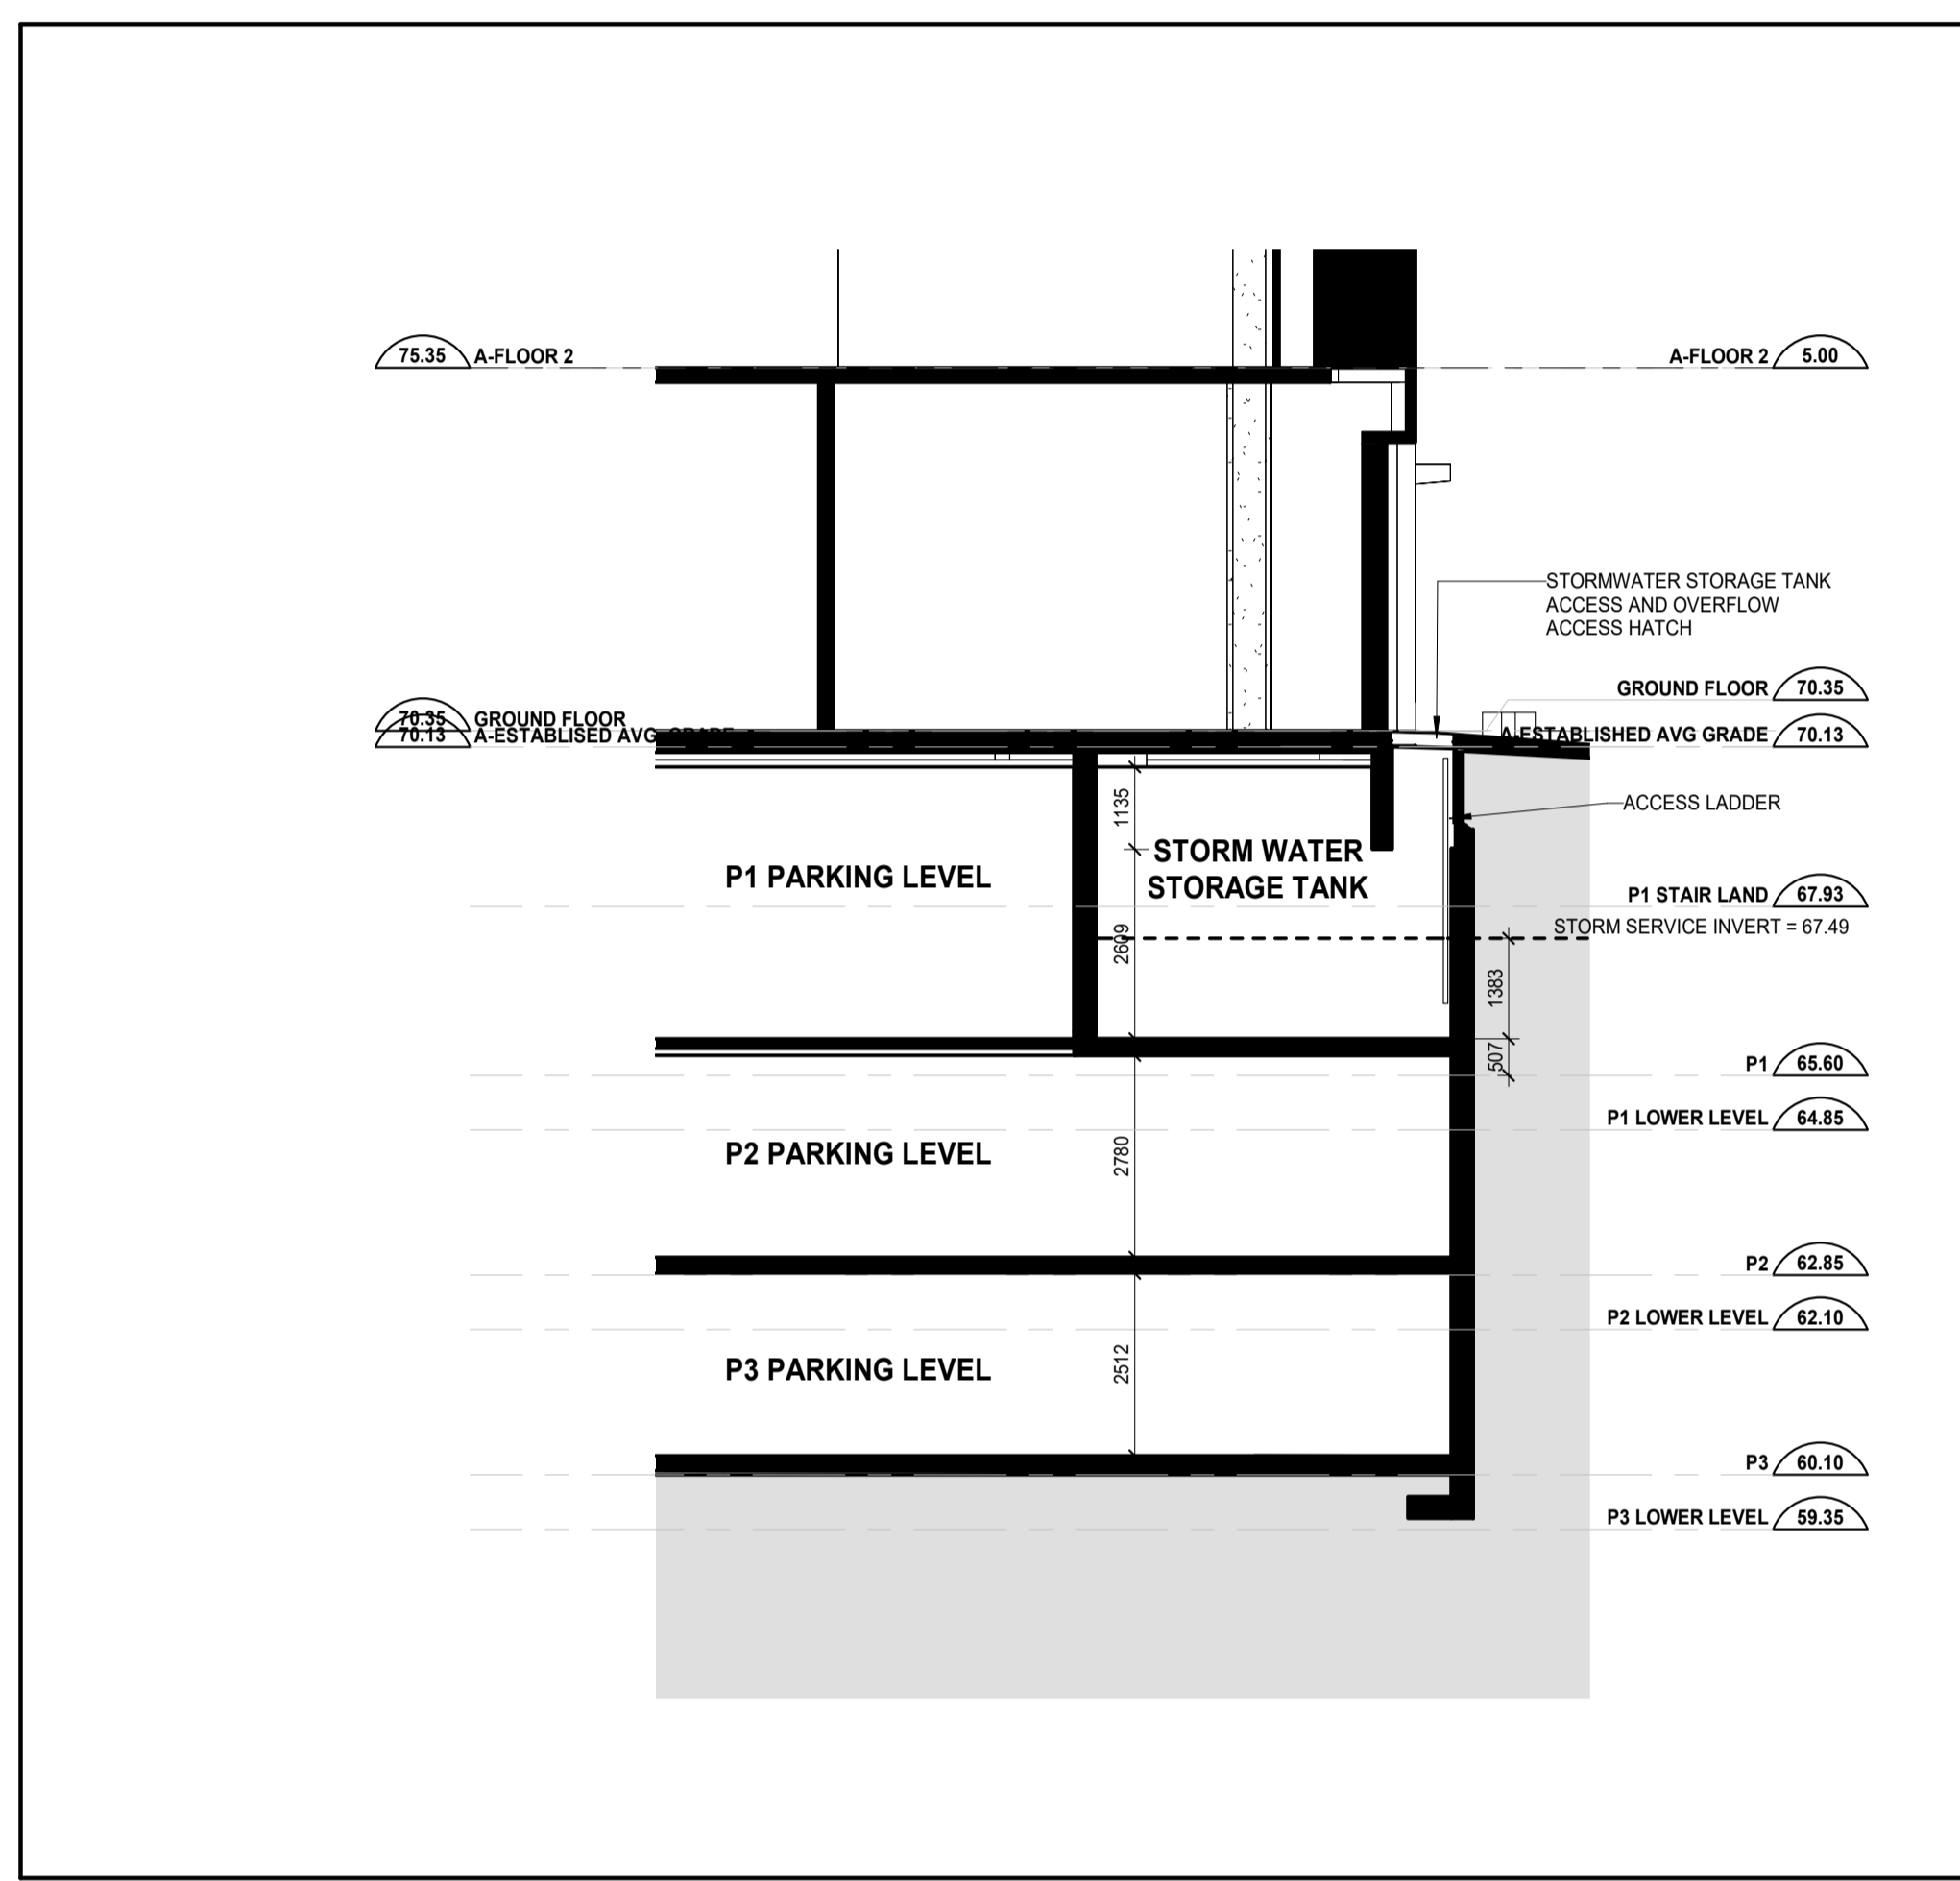 75.35 A-FLOOR 2
A-FLOOR 2 5.00
STORMWATER STORAGE TANK
ACCESS AND OVERFLOW
ACCESS HATCH
GROUND FLOOR 70.35
70.35 GROUND FLOOR
70.13 A-ESTABLISED AVG GRADE
A-ESTABLISHED AVG GRADE 70.13
ACCESS LADDER
1135
STORM WATER
STORAGE TANK
P1 PARKING LEVEL
P1 STAIR LAND 67.93
STORM SERVICE INVERT = 67.49
2609
1383
507
P1 65.60
P1 LOWER LEVEL 64.85
P2 PARKING LEVEL
2780
P2 62.85
P2 LOWER LEVEL 62.10
P3 PARKING LEVEL
2512
P3 60.10
P3 LOWER LEVEL 59.35